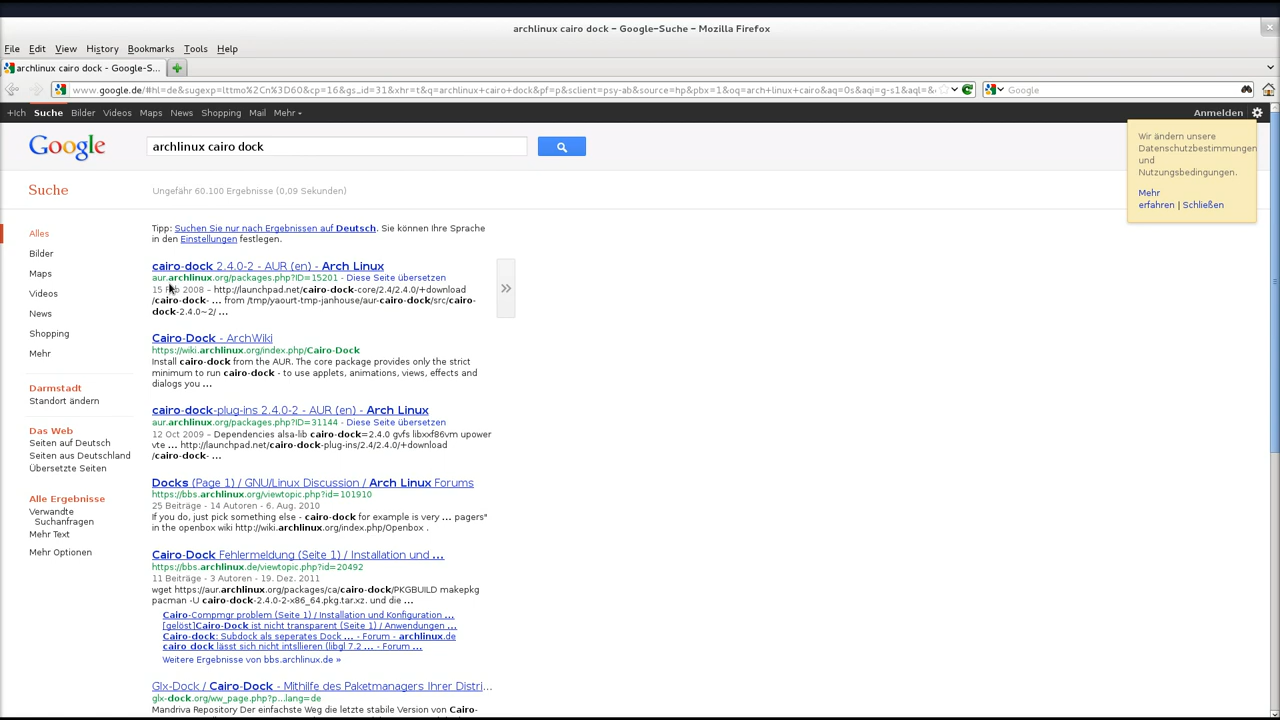 archlinux cairo dock - Google-Suche - Mozilla Firefox
File Edit View History Bookmarks Tools Help
archlinux cairo dock - Google-S...
www.google.de/#hl=de&sugexp=lttmo%2Cn%3D60&cp=16&gs_id=31&xhr=t&q=archlinux+cairo+dock&pf=p&sclient=psy-ab&source=hp&pbx=1&oq=arch+linux+cairo&aq=0s&aqi=g-s1&aql=&
Google
+Ich Suche Bilder Videos Maps News Shopping Mail Mehr
Anmelden
Google
archlinux cairo dock
Wir ändern unsere
Datenschutzbestimmungen
und
Nutzungsbedingungen.
Mehr
erfahren | Schließen
Suche
Ungefähr 60.100 Ergebnisse (0,09 Sekunden)
Alles
Bilder
Maps
Videos
News
Shopping
Mehr
Darmstadt
Standort ändern
Das Web
Seiten auf Deutsch
Seiten aus Deutschland
Übersetzte Seiten
Alle Ergebnisse
Verwandte
Suchanfragen
Mehr Text
Mehr Optionen
Tipp: Suchen Sie nur nach Ergebnissen auf Deutsch. Sie können Ihre Sprache
in den Einstellungen festlegen.
cairo-dock 2.4.0-2 - AUR (en) - Arch Linux
aur.archlinux.org/packages.php?ID=15201 - Diese Seite übersetzen
15 Feb 2008 – http://launchpad.net/cairo-dock-core/2.4/2.4.0/+download
/cairo-dock- ... from /tmp/yaourt-tmp-janhouse/aur-cairo-dock/src/cairo-
dock-2.4.0~2/ ...
Cairo-Dock - ArchWiki
https://wiki.archlinux.org/index.php/Cairo-Dock
Install cairo-dock from the AUR. The core package provides only the strict
minimum to run cairo-dock - to use applets, animations, views, effects and
dialogs you ...
cairo-dock-plug-ins 2.4.0-2 - AUR (en) - Arch Linux
aur.archlinux.org/packages.php?ID=31144 - Diese Seite übersetzen
12 Oct 2009 – Dependencies alsa-lib cairo-dock=2.4.0 gvfs libxxf86vm upower
vte ... http://launchpad.net/cairo-dock-plug-ins/2.4/2.4.0/+download
/cairo-dock- ...
Docks (Page 1) / GNU/Linux Discussion / Arch Linux Forums
https://bbs.archlinux.org/viewtopic.php?id=101910
25 Beiträge - 14 Autoren - 6. Aug. 2010
If you do, just pick something else - cairo-dock for example is very ... pagers"
in the openbox wiki http://wiki.archlinux.org/index.php/Openbox .
Cairo-Dock Fehlermeldung (Seite 1) / Installation und ...
https://bbs.archlinux.de/viewtopic.php?id=20492
11 Beiträge - 3 Autoren - 19. Dez. 2011
wget https://aur.archlinux.org/packages/ca/cairo-dock/PKGBUILD makepkg
pacman -U cairo-dock-2.4.0-2-x86_64.pkg.tar.xz. und die ...
Cairo-Compmgr problem (Seite 1) / Installation und Konfiguration ...
[gelöst]Cairo-Dock ist nicht transparent (Seite 1) / Anwendungen ...
Cairo-dock: Subdock als seperates Dock ... - Forum - archlinux.de
cairo dock lässt sich nicht intsllieren (libgl 7.2 ... - Forum ...
Weitere Ergebnisse von bbs.archlinux.de »
Glx-Dock / Cairo-Dock - Mithilfe des Paketmanagers Ihrer Distri...
glx-dock.org/ww_page.php?p...lang=de
Mandriva Repository Der einfachste Weg die letzte stabile Version von Cairo-